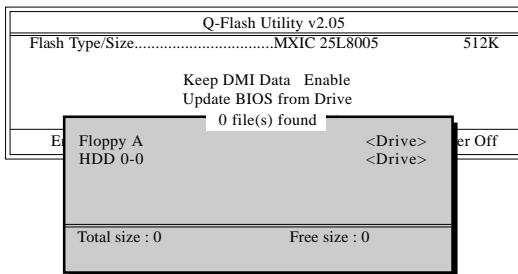 Q-Flash Utility v2.05
Flash Type/Size.................................MXIC 25L8005 512K
Keep DMI Data Enable
Update BIOS from Drive
0 file(s) found
Floppy A <Drive>
HDD 0-0 <Drive>
Off
Total size : 0 Free size : 0